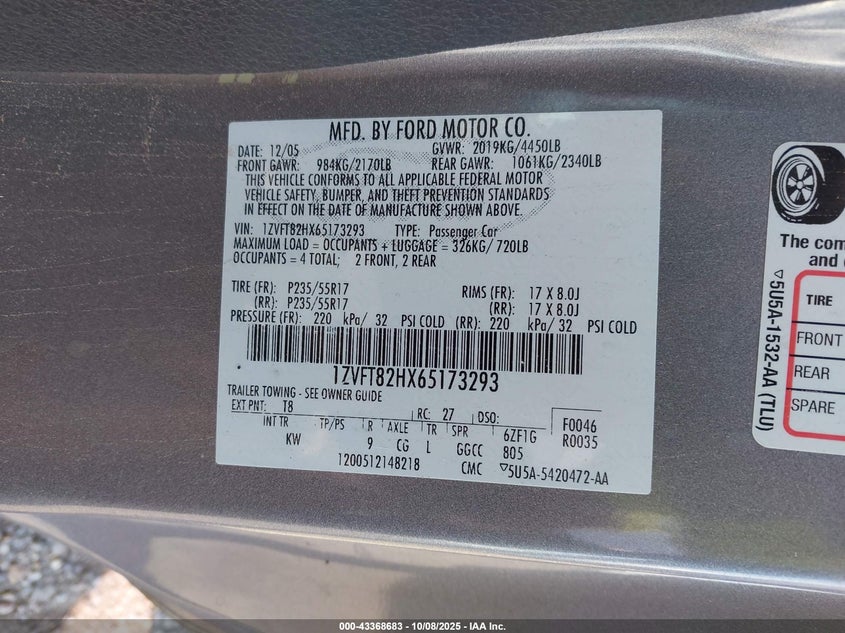 MFD. BY FORD MOTOR CO.
DATE: 12/05 GVWR: 2019KG/4450LB
FRONT GAWR: 984KG/2170LB REAR GAWR: 1061KG/2340LB
THIS VEHICLE CONFORMS TO ALL APPLICABLE FEDERAL MOTOR
VEHICLE SAFETY, BUMPER, AND THEFT PREVENTION STANDARDS
IN EFFECT ON THE DATE OF MANUFACTURE SHOWN ABOVE.
VIN: 1ZVFT82HX65173293 TYPE: Passenger Car
MAXIMUM LOAD = OCCUPANTS + LUGGAGE = 326KG/ 720LB
OCCUPANTS = 4 TOTAL; 2 FRONT, 2 REAR
TIRE (FR): P235/55R17 RIMS (FR): 17 X 8.0J
(RR): P235/55R17 (RR): 17 X 8.0J
PRESSURE (FR): 220 kPa/ 32 PSI COLD (RR): 220 kPa/ 32 PSI COLD
1ZVFT82HX65173293
TRAILER TOWING - SEE OWNER GUIDE
EXT PNT: T8 RC: 27 DSO: F0046
INT TR TP/PS R AXLE TR SPR 6ZF1G R0035
KW 9 CG L GGCC 805
1200512148218 CMC ▽5U5A-5420472-AA
The com
and
▽5U5A-1532-AA (TLU)
TIRE
FRONT
REAR
SPARE
000-43368683 | 10/08/2025 | IAA Inc.